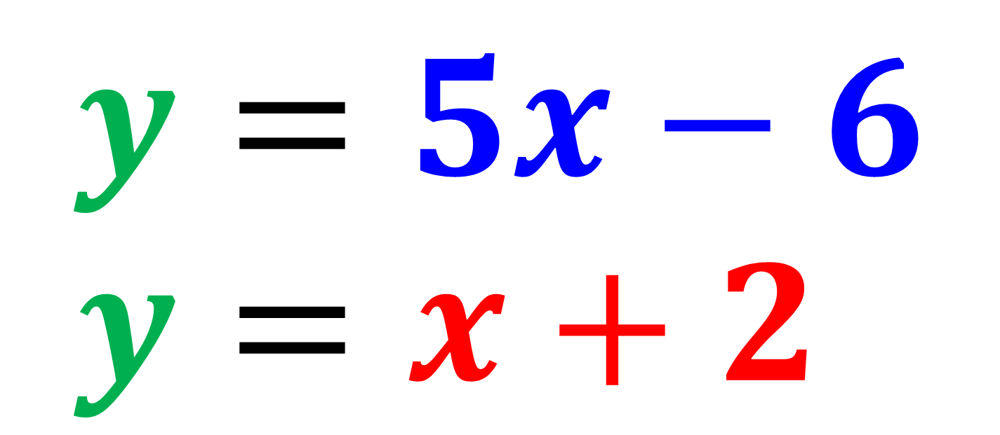 y = 5x − 6
y = x + 2